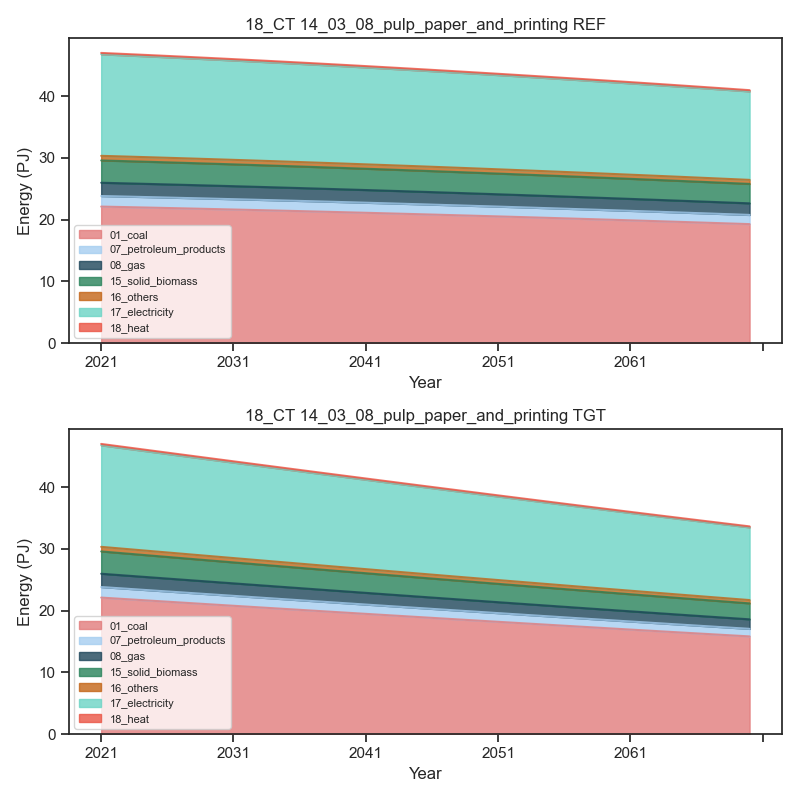 18_CT 14_03_08_pulp_paper_and_printing REF
Energy (PJ)
40
30
20
10
0
01_coal
07_petroleum_products
08_gas
15_solid_biomass
16_others
17_electricity
18_heat
2021 2031 2041 2051 2061
Year
18_CT 14_03_08_pulp_paper_and_printing TGT
Energy (PJ)
40
30
20
10
0
01_coal
07_petroleum_products
08_gas
15_solid_biomass
16_others
17_electricity
18_heat
2021 2031 2041 2051 2061
Year